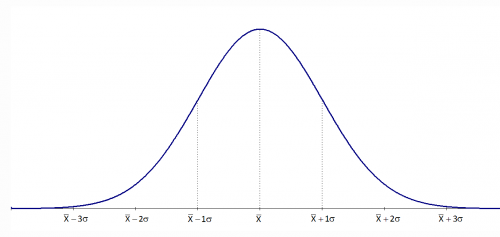 x̅ − 3σ x̅ − 2σ x̅ − 1σ x̅ x̅ + 1σ x̅ + 2σ x̅ + 3σ